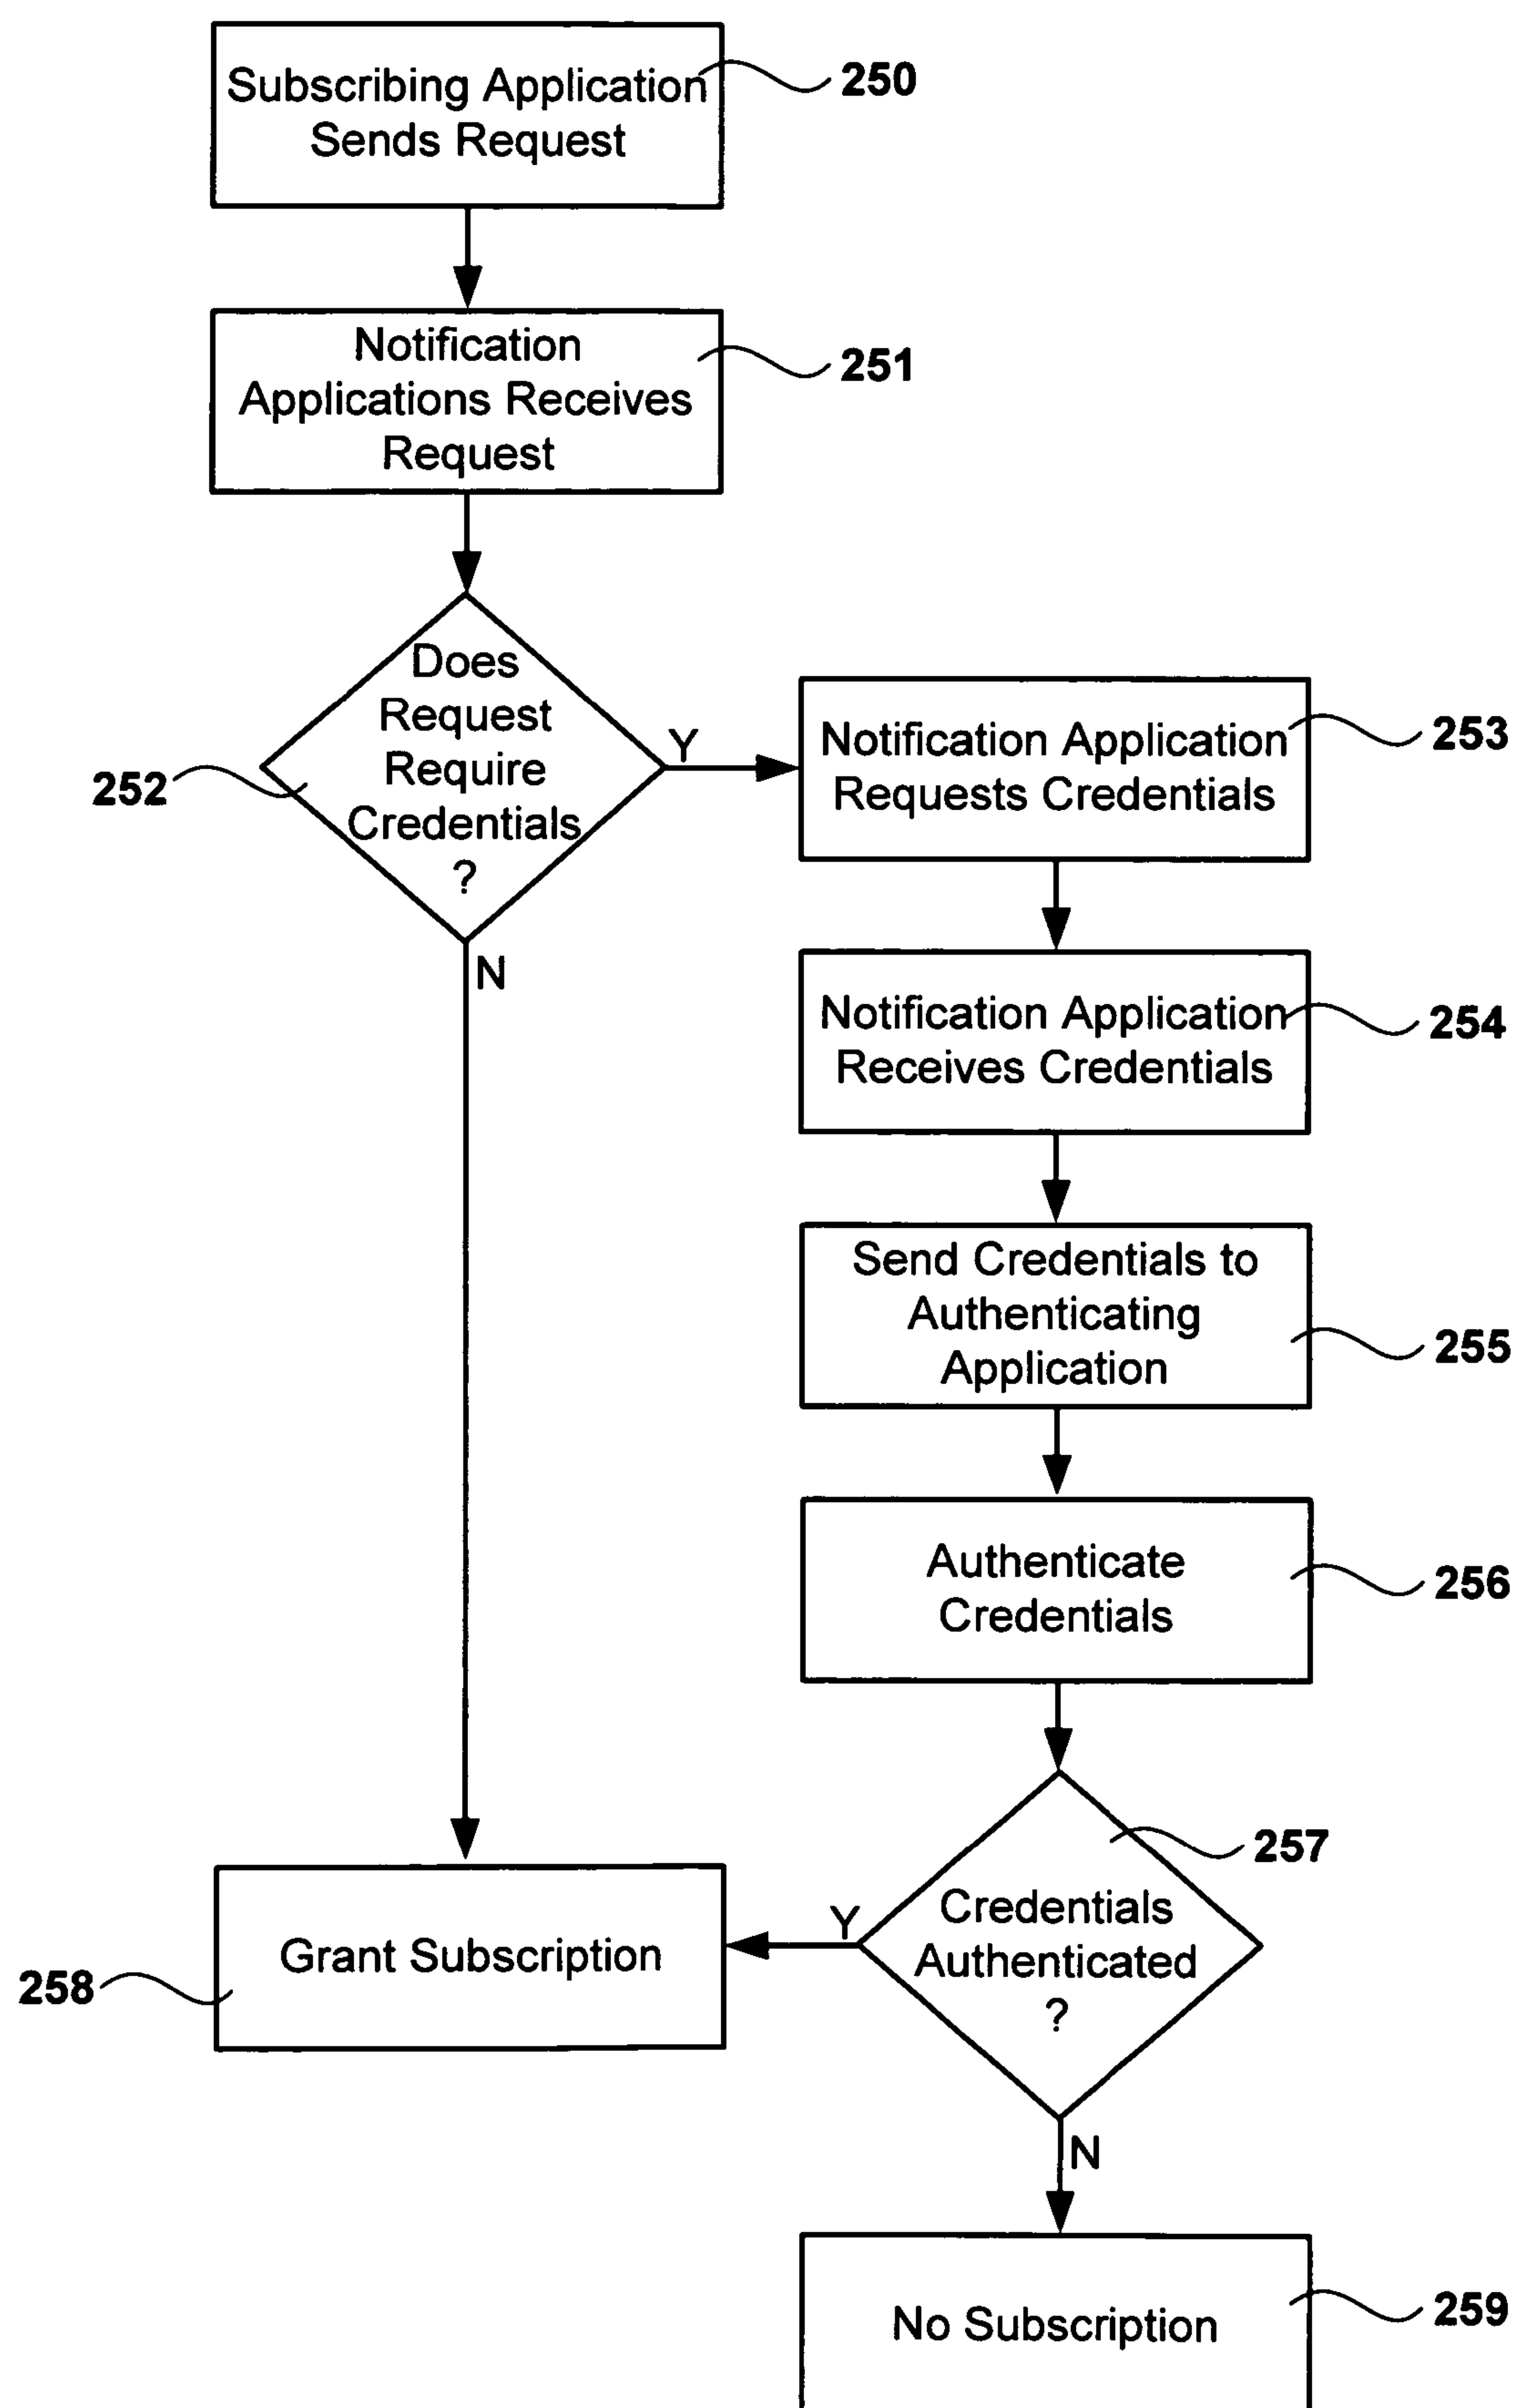 Subscribing Application
Sends Request
250
Notification
Applications Receives
Request
251
Does
Request
Require
Credentials
?
252
Y
N
Notification Application
Requests Credentials
253
Notification Application
Receives Credentials
254
Send Credentials to
Authenticating
Application
255
Authenticate
Credentials
256
257
Credentials
Authenticated
?
Y
N
Grant Subscription
258
No Subscription
259